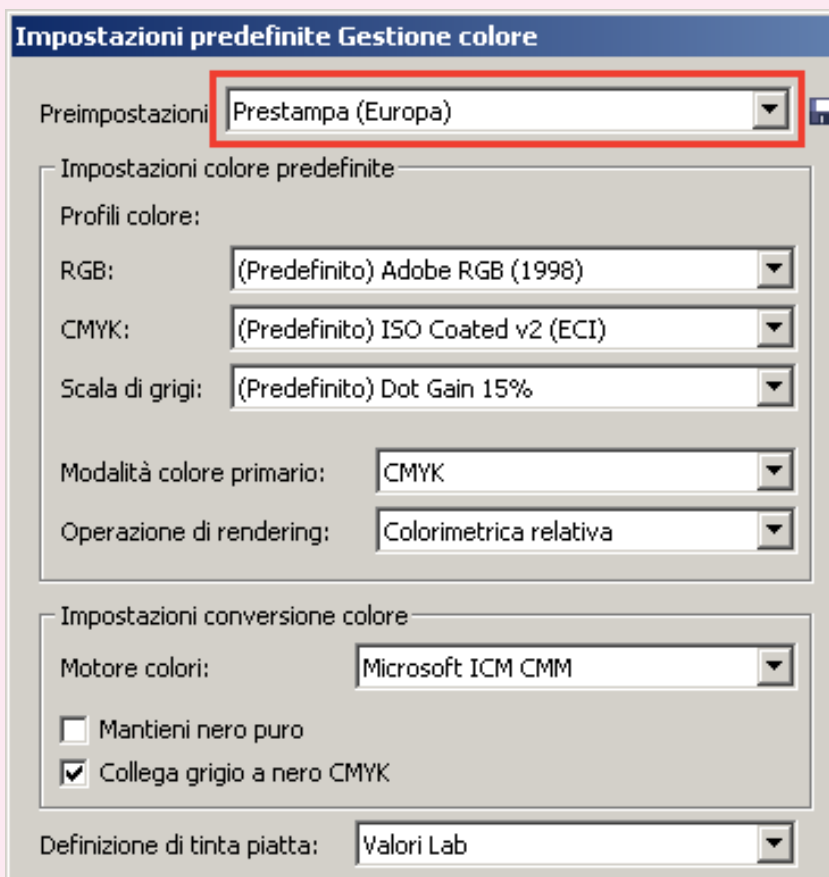 Impostazioni predefinite Gestione colore
Preimpostazioni Prestampa (Europa)
Impostazioni colore predefinite
Profili colore:
RGB: (Predefinito) Adobe RGB (1998)
CMYK: (Predefinito) ISO Coated v2 (ECI)
Scala di grigi: (Predefinito) Dot Gain 15%
Modalità colore primario: CMYK
Operazione di rendering: Colorimetrica relativa
Impostazioni conversione colore
Motore colori: Microsoft ICM CMM
Mantieni nero puro
Collega grigio a nero CMYK
Definizione di tinta piatta: Valori Lab